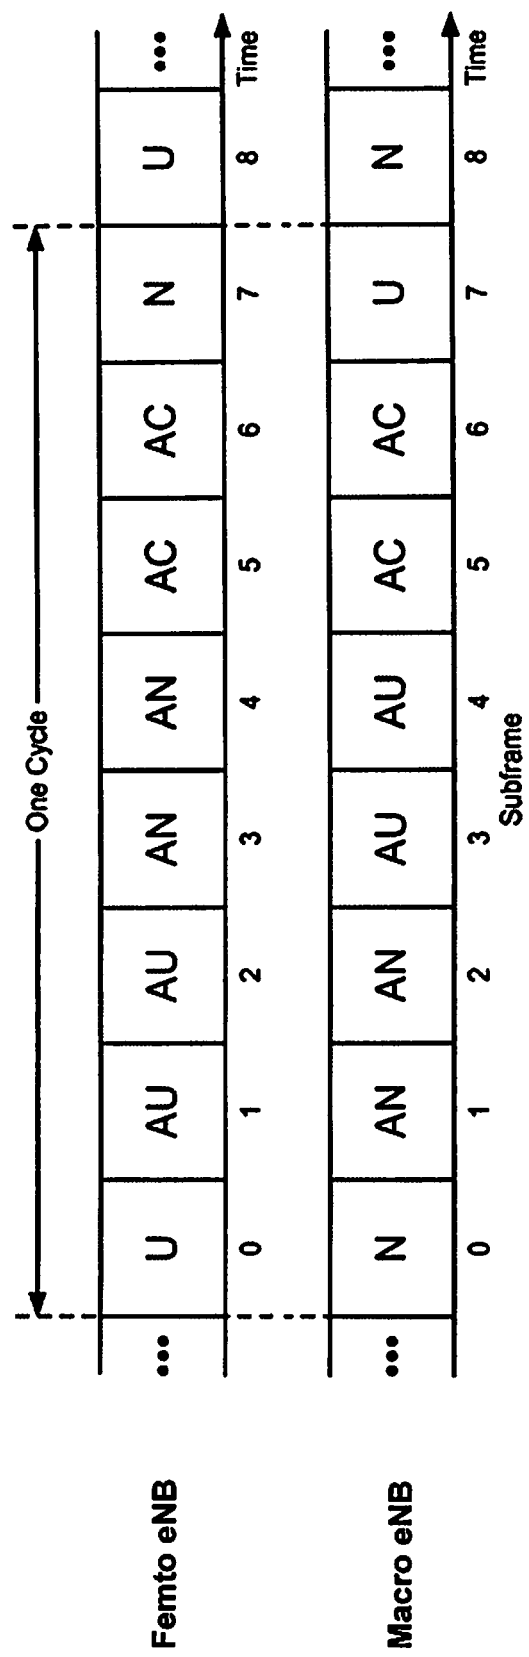 One Cycle
Femto eNB ••• U AU AU AN AN AC AC N U •••
0 1 2 3 4 5 6 7 8 Time
Macro eNB ••• N AN AN AU AU AC AC U N •••
0 1 2 3 4 5 6 7 8 Time
Subframe